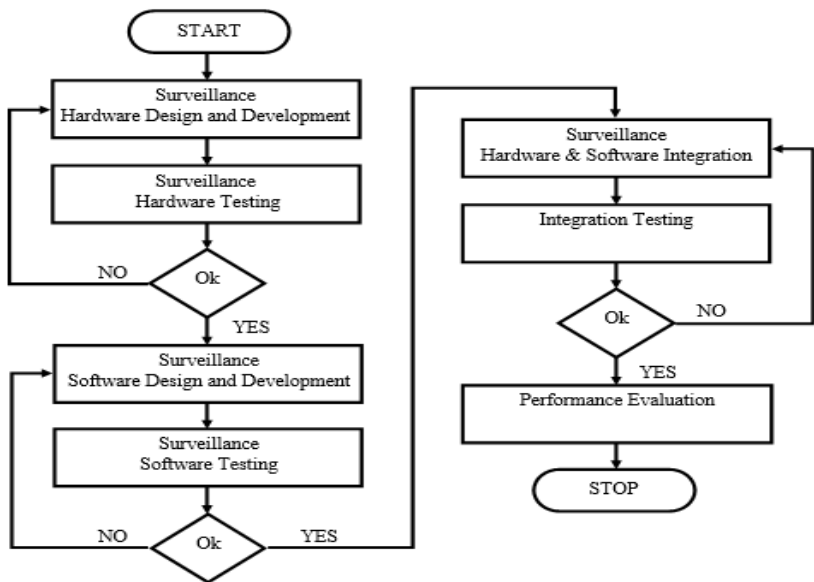 START
Surveillance
Hardware Design and Development
Surveillance
Hardware Testing
NO
Ok
YES
Surveillance
Software Design and Development
Surveillance
Software Testing
NO
Ok
YES
Surveillance
Hardware & Software Integration
Integration Testing
Ok
NO
YES
Performance Evaluation
STOP